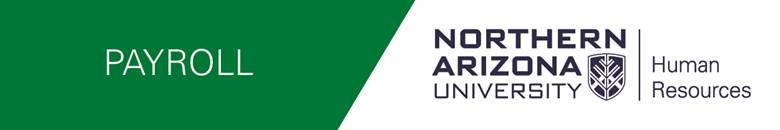 PAYROLL
NORTHERN
ARIZONA
UNIVERSITY
Human
Resources